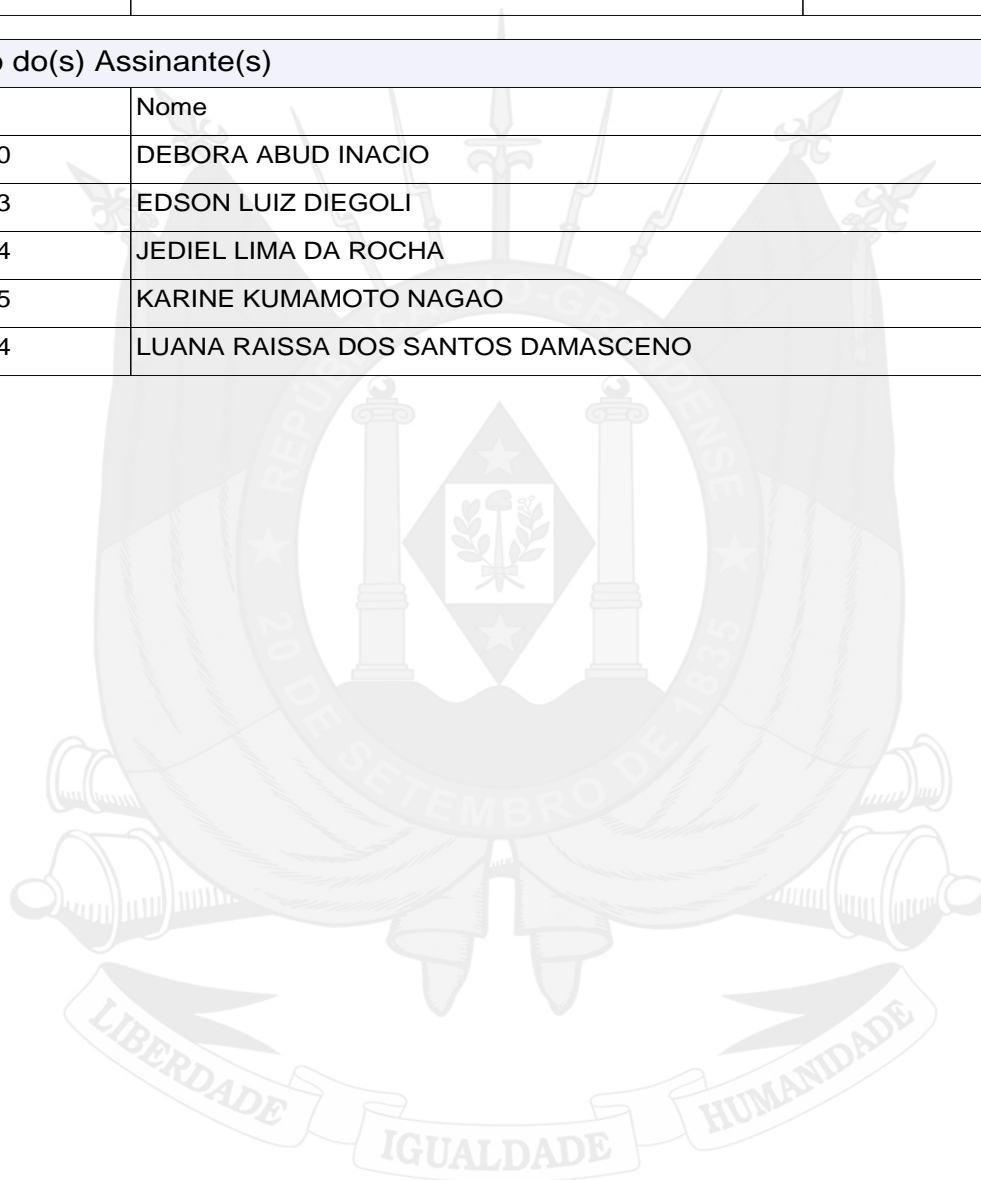 o do(s) Assinante(s)
Nome
0 DEBORA ABUD INACIO
3 EDSON LUIZ DIEGOLI
4 JEDIEL LIMA DA ROCHA
5 KARINE KUMAMOTO NAGAO
4 LUANA RAISSA DOS SANTOS DAMASCENO
REPÚBLICA RIO-GRANDENSE
20 DE SETEMBRO DE 1835
LIBERDADE IGUALDADE HUMANIDADE